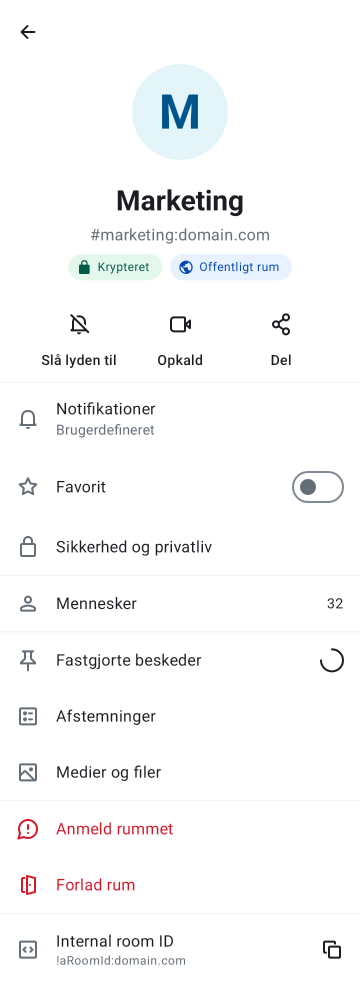 M
Marketing
#marketing:domain.com
Krypteret
Offentligt rum
Slå lyden til
Opkald
Del
Notifikationer
Brugerdefineret
Favorit
Sikkerhed og privatliv
Mennesker
32
Fastgjorte beskeder
Afstemninger
Medier og filer
Anmeld rummet
Forlad rum
Internal room ID
!aRoomId:domain.com